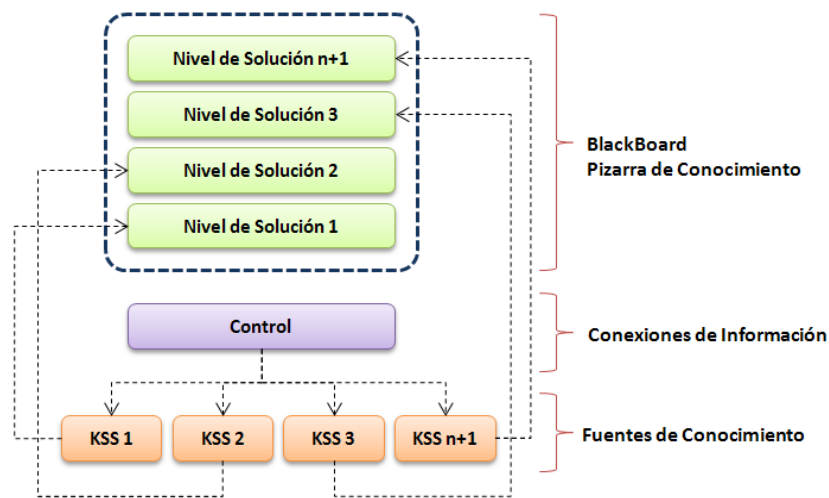 Nivel de Solución n+1
Nivel de Solución 3
Nivel de Solución 2
Nivel de Solución 1
BlackBoard
Pizarra de Conocimiento
Control
Conexiones de Información
KSS 1
KSS 2
KSS 3
KSS n+1
Fuentes de Conocimiento